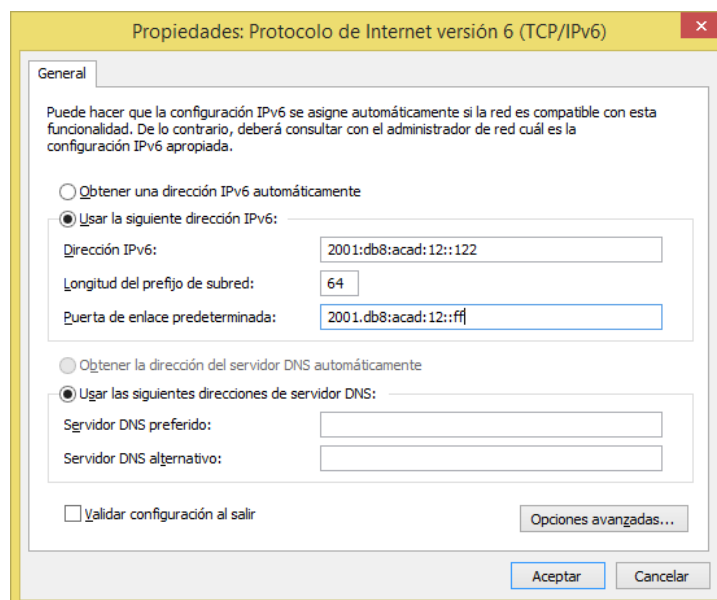 Propiedades: Protocolo de Internet versión 6 (TCP/IPv6)
General
Puede hacer que la configuración IPv6 se asigne automáticamente si la red es compatible con esta
funcionalidad. De lo contrario, deberá consultar con el administrador de red cuál es la
configuración IPv6 apropiada.
Obtener una dirección IPv6 automáticamente
Usar la siguiente dirección IPv6:
Dirección IPv6: 2001:db8:acad:12::122
Longitud del prefijo de subred: 64
Puerta de enlace predeterminada: 2001.db8:acad:12::ff
Obtener la dirección del servidor DNS automáticamente
Usar las siguientes direcciones de servidor DNS:
Servidor DNS preferido:
Servidor DNS alternativo:
Validar configuración al salir
Opciones avanzadas...
Aceptar Cancelar